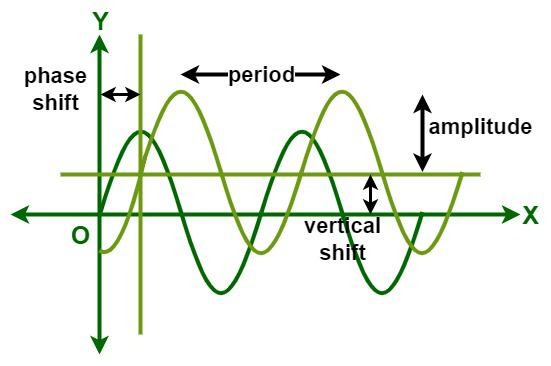 Y
phase
shift
period
amplitude
X
O
vertical
shift